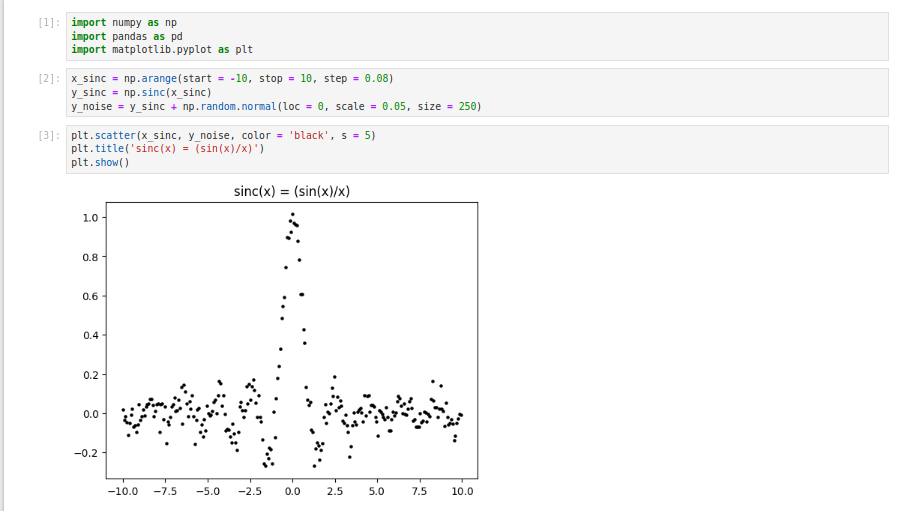 [1]: import numpy as np
import pandas as pd
import matplotlib.pyplot as plt
[2]: x_sinc = np.arange(start = -10, stop = 10, step = 0.08)
y_sinc = np.sinc(x_sinc)
y_noise = y_sinc + np.random.normal(loc = 0, scale = 0.05, size = 250)
[3]: plt.scatter(x_sinc, y_noise, color = 'black', s = 5)
plt.title('sinc(x) = (sin(x)/x)')
plt.show()
sinc(x) = (sin(x)/x)
1.0
0.8
0.6
0.4
0.2
0.0
−0.2
−10.0 −7.5 −5.0 −2.5 0.0 2.5 5.0 7.5 10.0